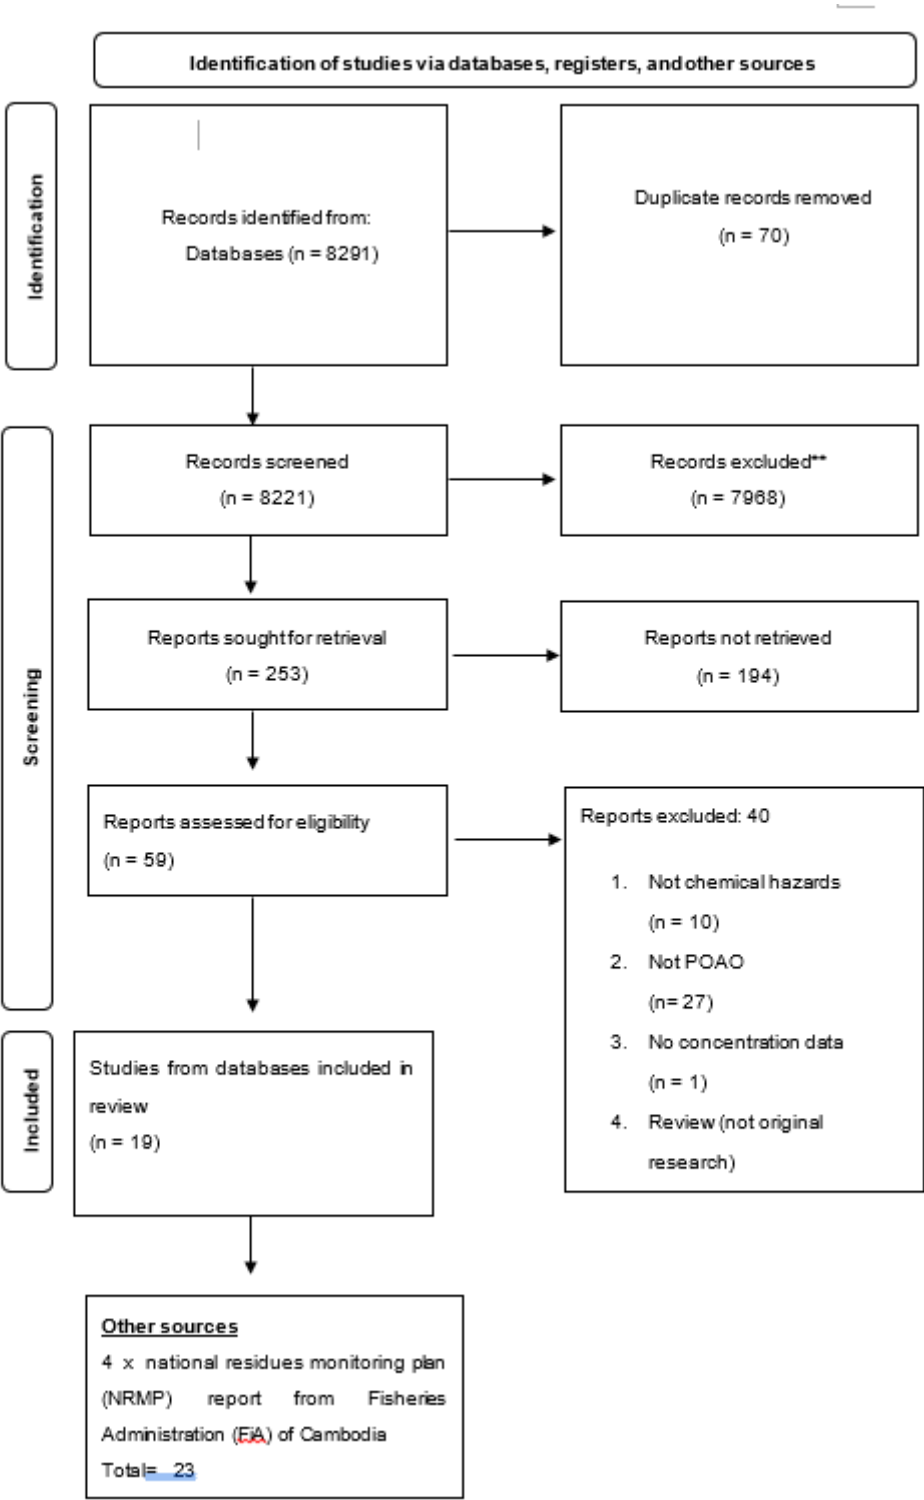 Identification of studies via databases, registers, and other sources
Identification
Records identified from:
Databases (n = 8291)
Duplicate records removed
(n = 70)
Screening
Records screened
(n = 8221)
Records excluded**
(n = 7968)
Reports sought for retrieval
(n = 253)
Reports not retrieved
(n = 194)
Reports assessed for eligibility
(n = 59)
Reports excluded: 40
1. Not chemical hazards
(n = 10)
2. Not POAO
(n= 27)
3. No concentration data
(n = 1)
4. Review (not original
research)
Included
Studies from databases included in
review
(n = 19)
Other sources
4 x national residues monitoring plan
(NRMP) report from Fisheries
Administration (FiA) of Cambodia
Total= 23